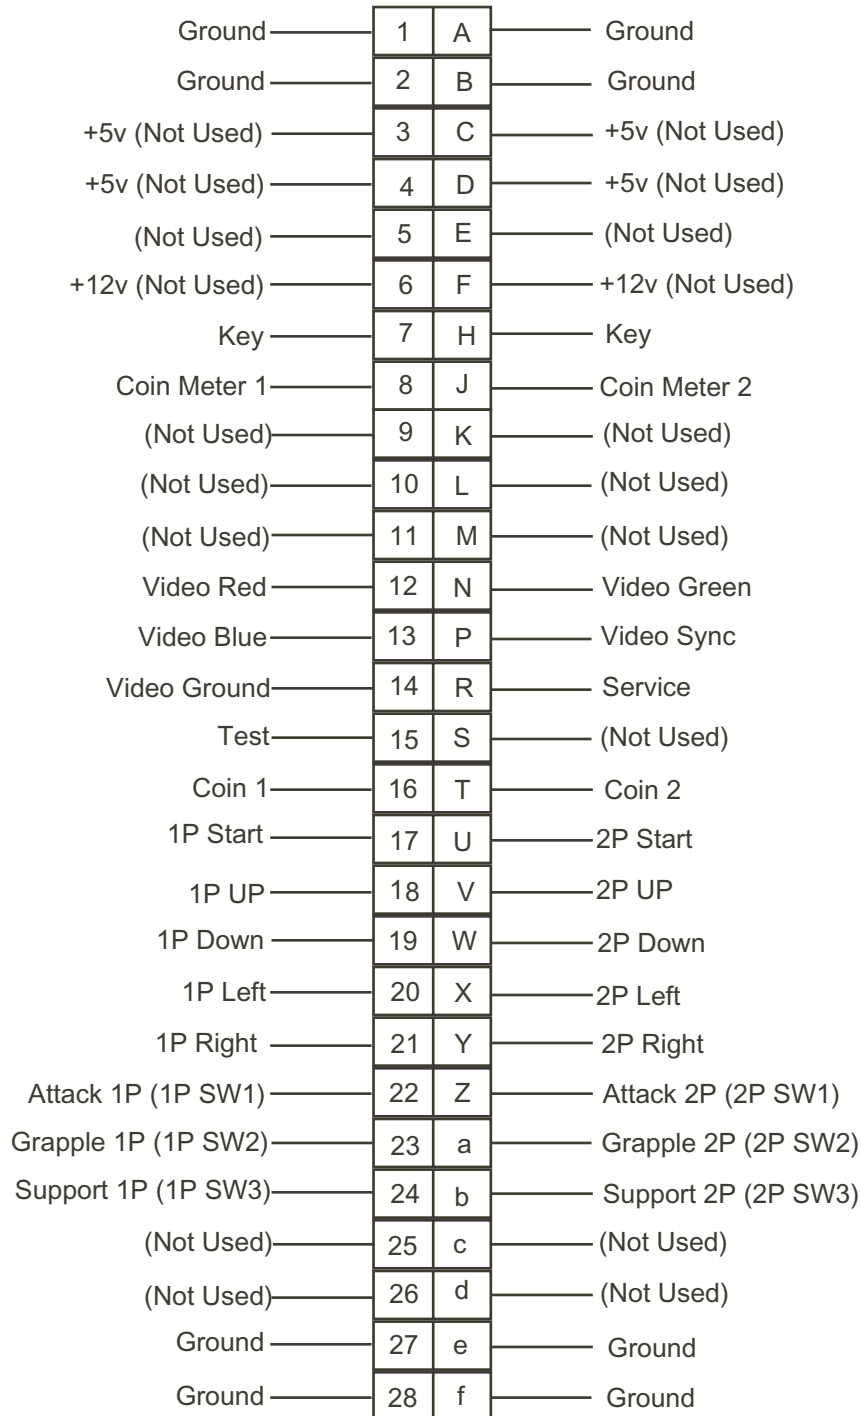 Ground 1 A Ground
Ground 2 B Ground
+5v (Not Used) 3 C +5v (Not Used)
+5v (Not Used) 4 D +5v (Not Used)
(Not Used) 5 E (Not Used)
+12v (Not Used) 6 F +12v (Not Used)
Key 7 H Key
Coin Meter 1 8 J Coin Meter 2
(Not Used) 9 K (Not Used)
(Not Used) 10 L (Not Used)
(Not Used) 11 M (Not Used)
Video Red 12 N Video Green
Video Blue 13 P Video Sync
Video Ground 14 R Service
Test 15 S (Not Used)
Coin 1 16 T Coin 2
1P Start 17 U 2P Start
1P UP 18 V 2P UP
1P Down 19 W 2P Down
1P Left 20 X 2P Left
1P Right 21 Y 2P Right
Attack 1P (1P SW1) 22 Z Attack 2P (2P SW1)
Grapple 1P (1P SW2) 23 a Grapple 2P (2P SW2)
Support 1P (1P SW3) 24 b Support 2P (2P SW3)
(Not Used) 25 c (Not Used)
(Not Used) 26 d (Not Used)
Ground 27 e Ground
Ground 28 f Ground